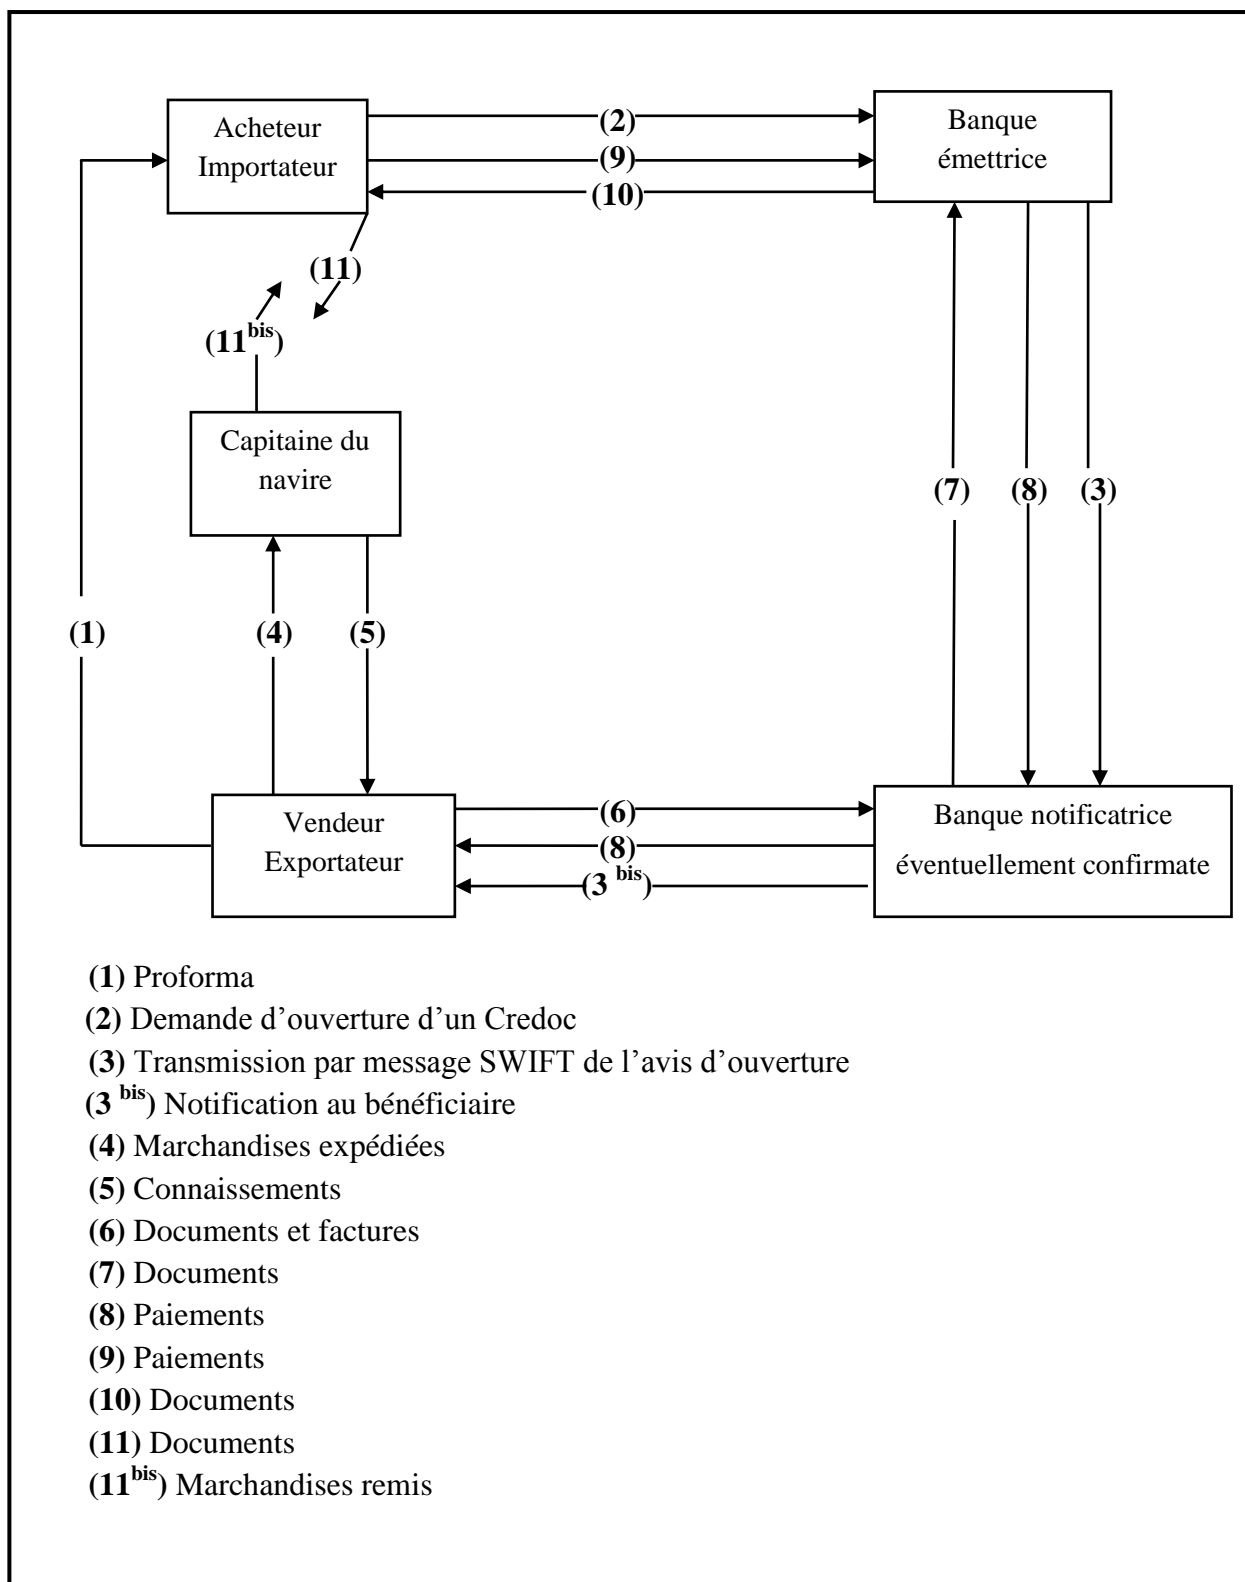 Acheteur
Importateur
(2)
(9)
(10)
Banque
émettrice
(11)
(11bis)
Capitaine du
navire
(7)
(8)
(3)
(1)
(4)
(5)
Vendeur
Exportateur
(6)
(8)
(3 bis)
Banque notificatrice
éventuellement confirmate
(1) Proforma
(2) Demande d’ouverture d’un Credoc
(3) Transmission par message SWIFT de l’avis d’ouverture
(3 bis) Notification au bénéficiaire
(4) Marchandises expédiées
(5) Connaissements
(6) Documents et factures
(7) Documents
(8) Paiements
(9) Paiements
(10) Documents
(11) Documents
(11bis) Marchandises remis